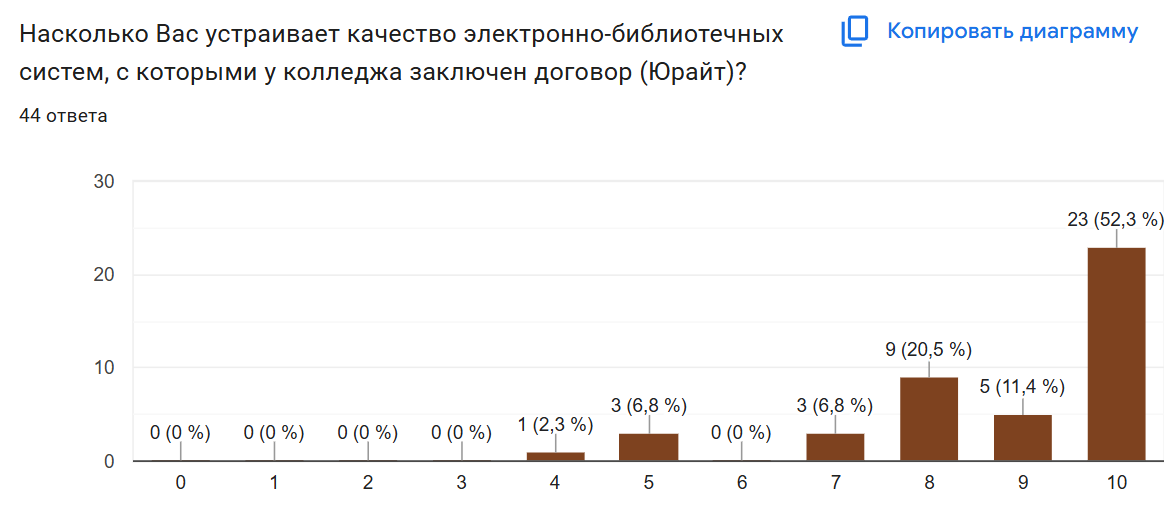 Насколько Вас устраивает качество электронно-библиотечных
систем, с которыми у колледжа заключен договор (Юрайт)?
Копировать диаграмму
44 ответа
30
20
10
0
0 (0 %)
0 (0 %)
0 (0 %)
0 (0 %)
1 (2,3 %)
3 (6,8 %)
0 (0 %)
3 (6,8 %)
9 (20,5 %)
5 (11,4 %)
23 (52,3 %)
0 1 2 3 4 5 6 7 8 9 10